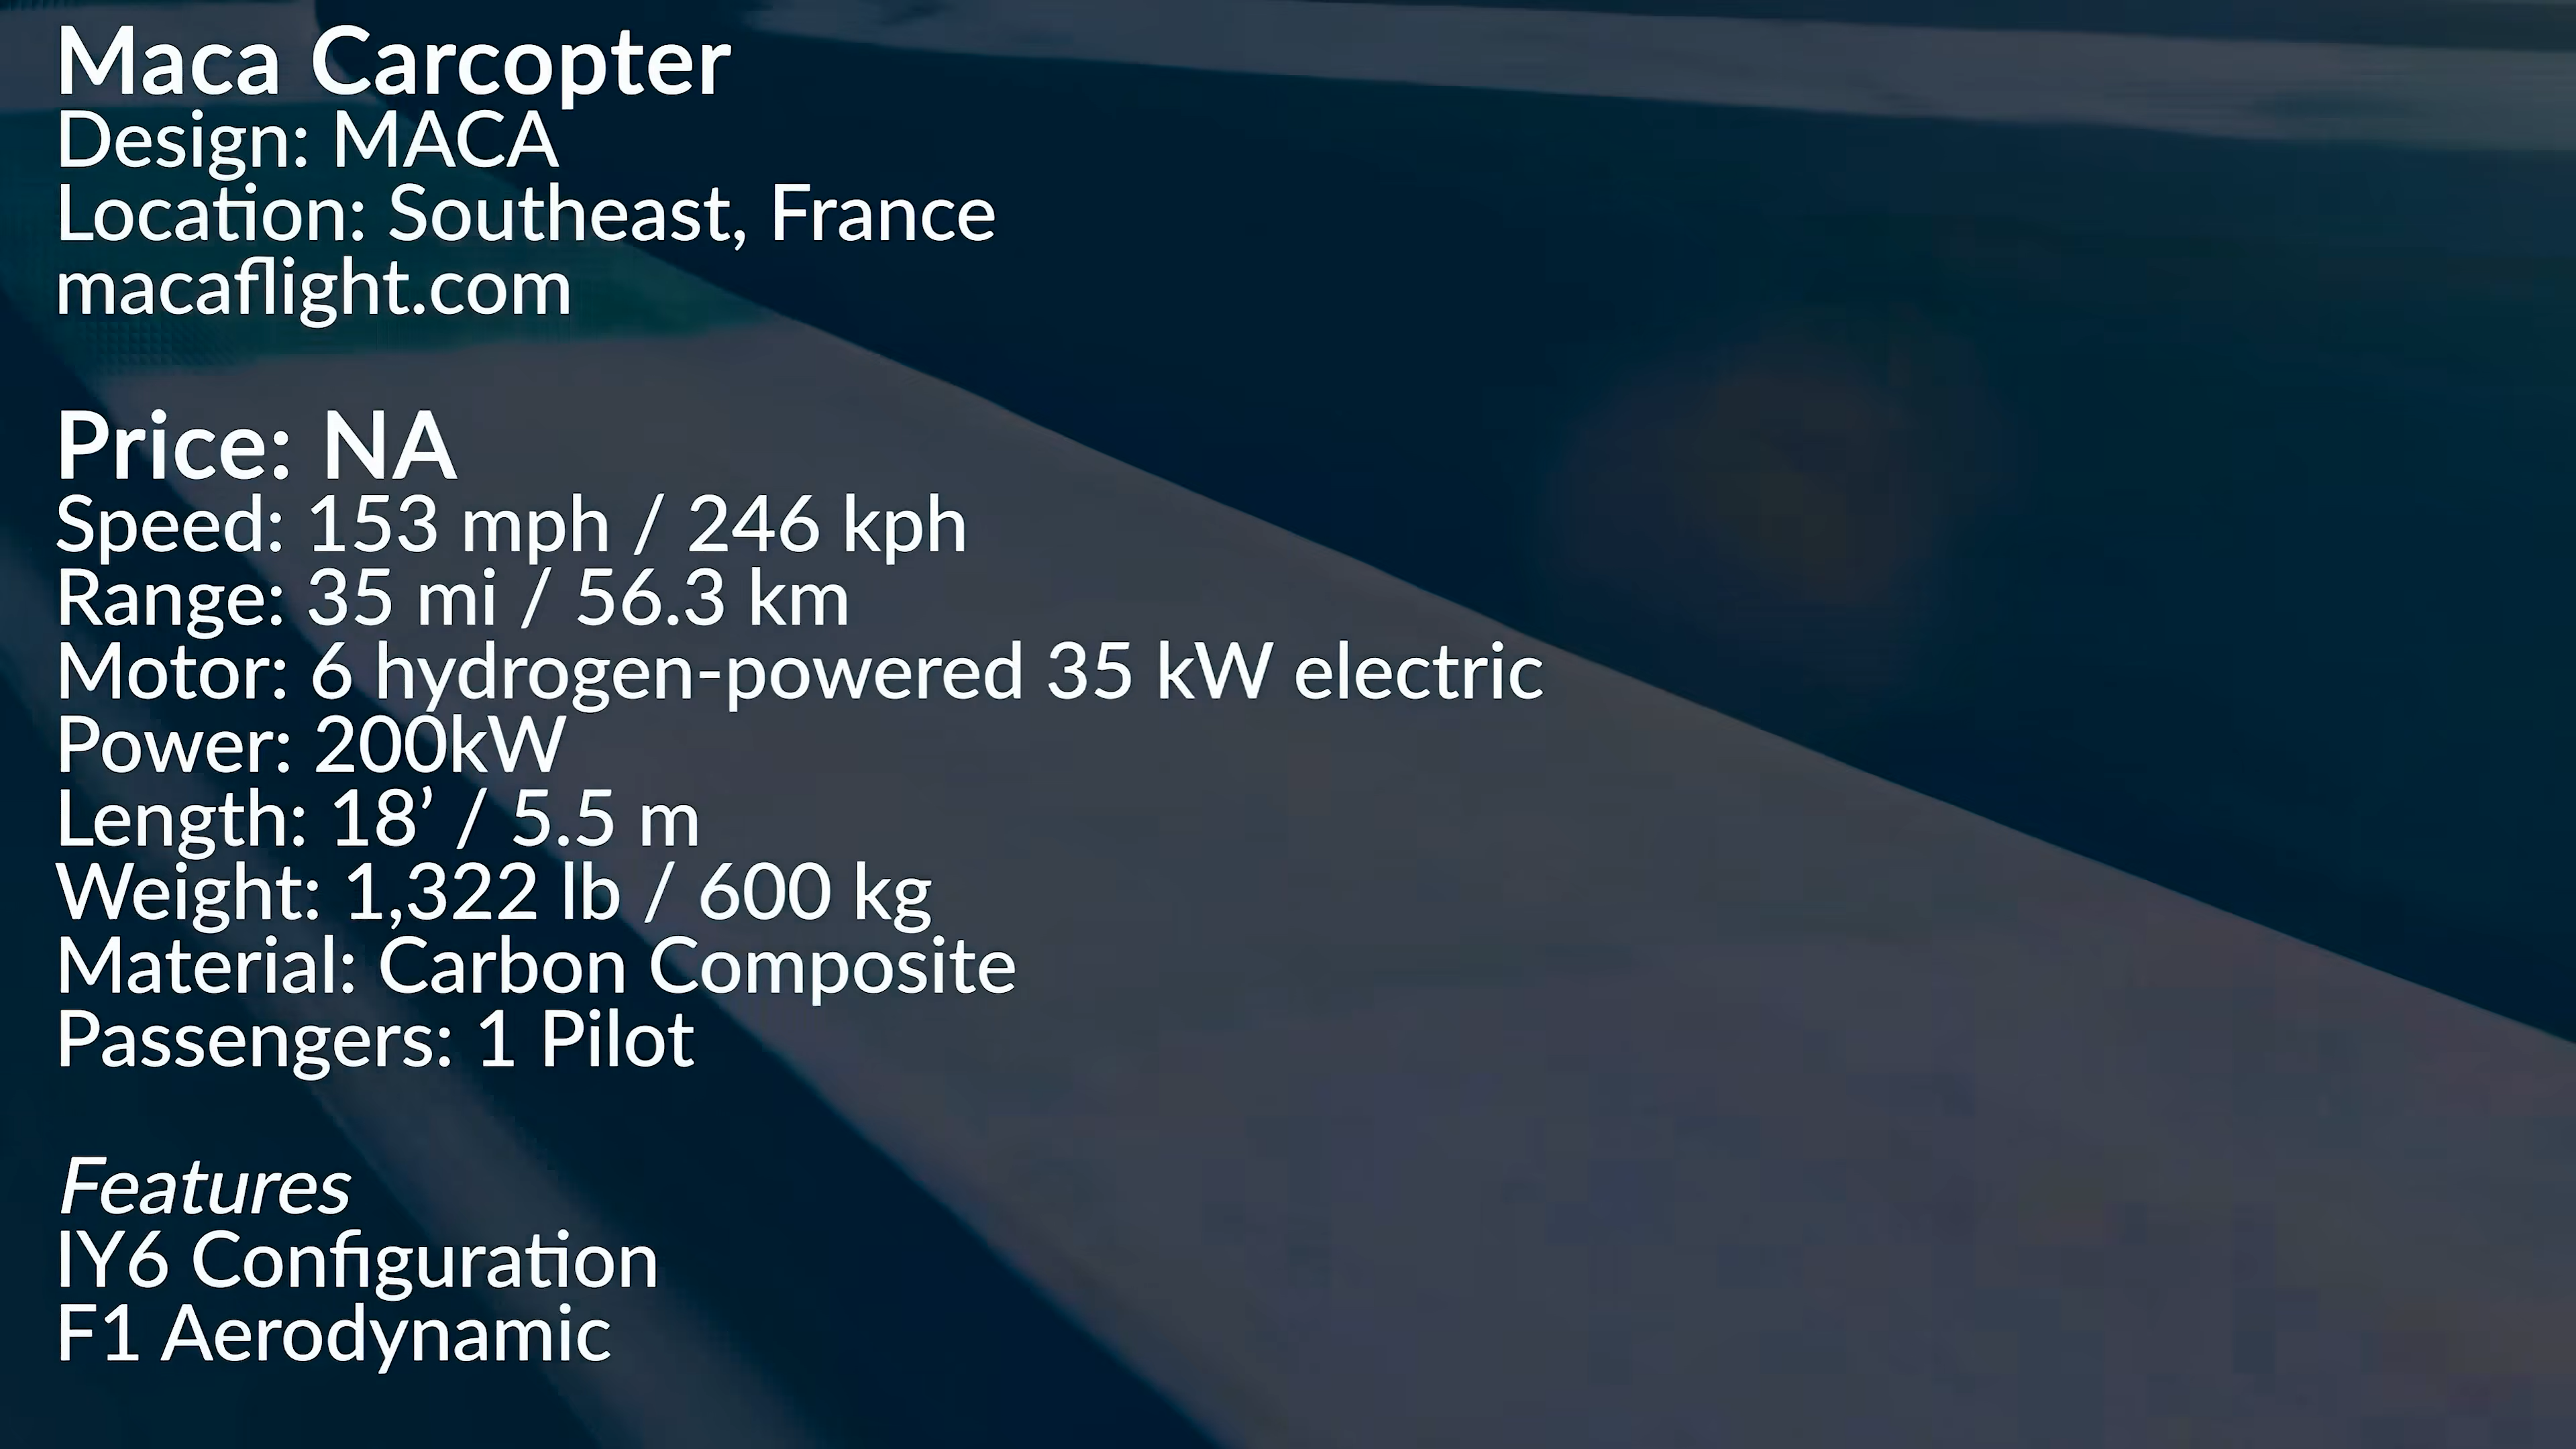 Maca Carcopter
Design: MACA
Location: Southeast, France
macaflight.com
Price: NA
Speed: 153 mph / 246 kph
Range: 35 mi / 56.3 km
Motor: 6 hydrogen-powered 35 kW electric
Power: 200kW
Length: 18’ / 5.5 m
Weight: 1,322 lb / 600 kg
Material: Carbon Composite
Passengers: 1 Pilot
Features
IY6 Configuration
F1 Aerodynamic